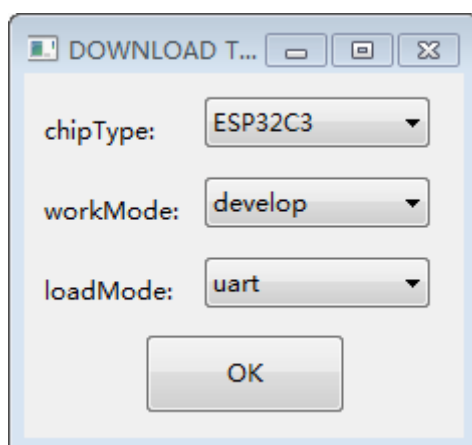 DOWNLOAD T...
chipType: ESP32C3
workMode: develop
loadMode: uart
OK